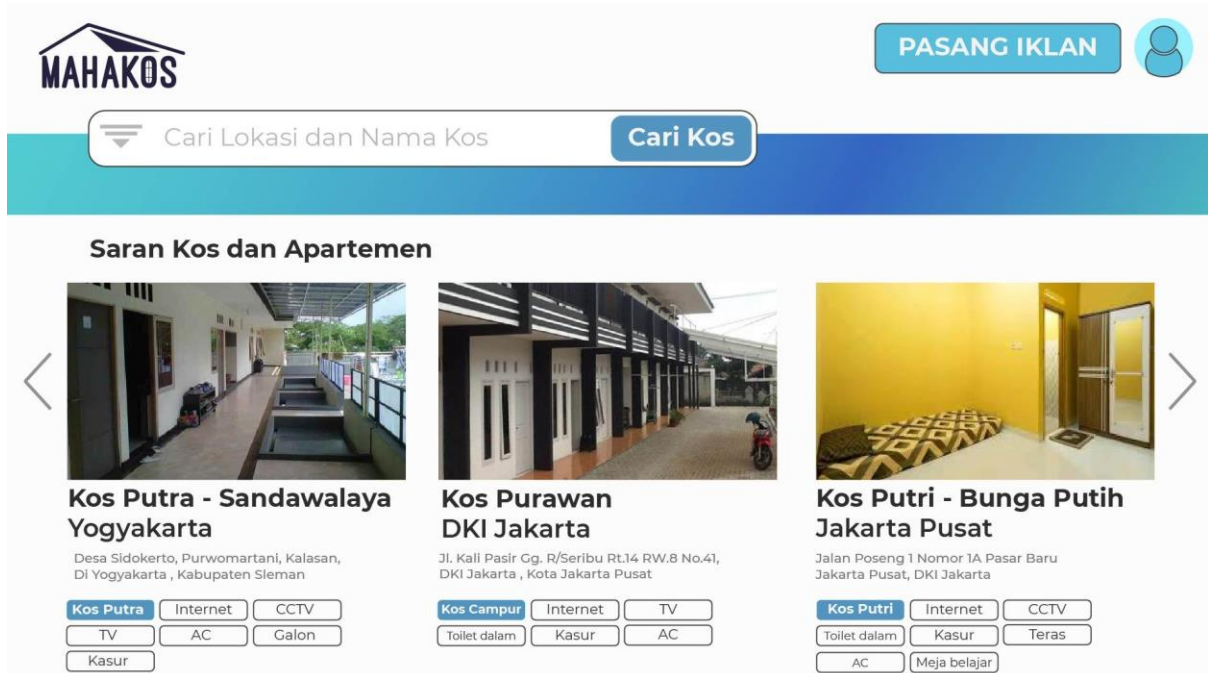 MAHAKOS
PASANG IKLAN
Cari Lokasi dan Nama Kos
Cari Kos
Saran Kos dan Apartemen
Kos Putra - Sandawalaya
Yogyakarta
Desa Sidokerto, Purwomartani, Kalasan,
Di Yogyakarta , Kabupaten Sleman
Kos Putra Internet CCTV
TV AC Galon
Kasur
Kos Purawan
DKI Jakarta
Jl. Kali Pasir Gg. R/Seribu Rt.14 RW.8 No.41,
DKI Jakarta , Kota Jakarta Pusat
Kos Campur Internet TV
Toilet dalam Kasur AC
Kos Putri - Bunga Putih
Jakarta Pusat
Jalan Poseng 1 Nomor 1A Pasar Baru
Jakarta Pusat, DKI Jakarta
Kos Putri Internet CCTV
Toilet dalam Kasur Teras
AC Meja belajar